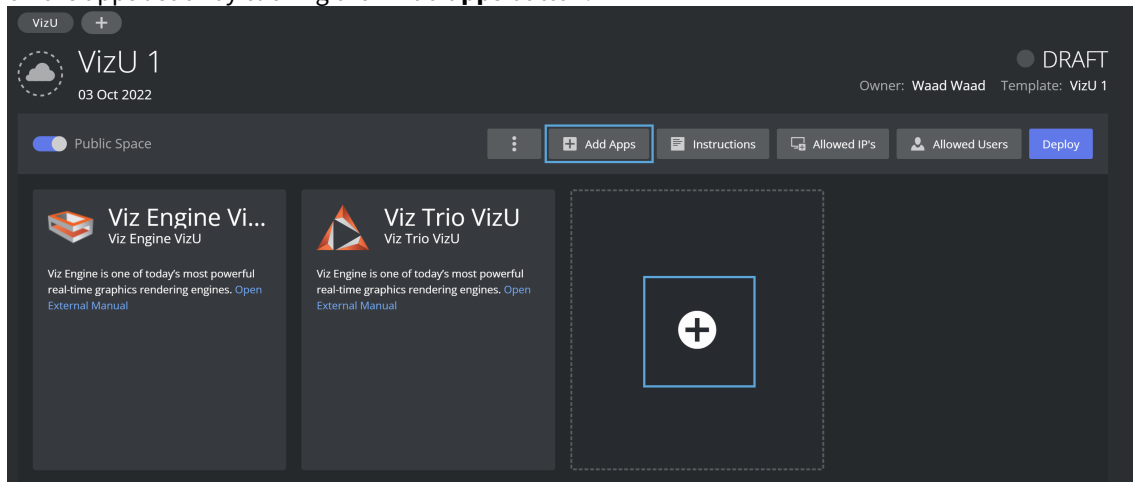 VizU
VizU 1
03 Oct 2022
DRAFT
Owner: Waad Waad Template: VizU 1
Public Space
Add Apps
Instructions
Allowed IP's
Allowed Users
Deploy
Viz Engine Vi...
Viz Engine VizU
Viz Engine is one of today's most powerful
real-time graphics rendering engines. Open
External Manual
Viz Trio VizU
Viz Trio VizU
Viz Engine is one of today's most powerful
real-time graphics rendering engines. Open
External Manual